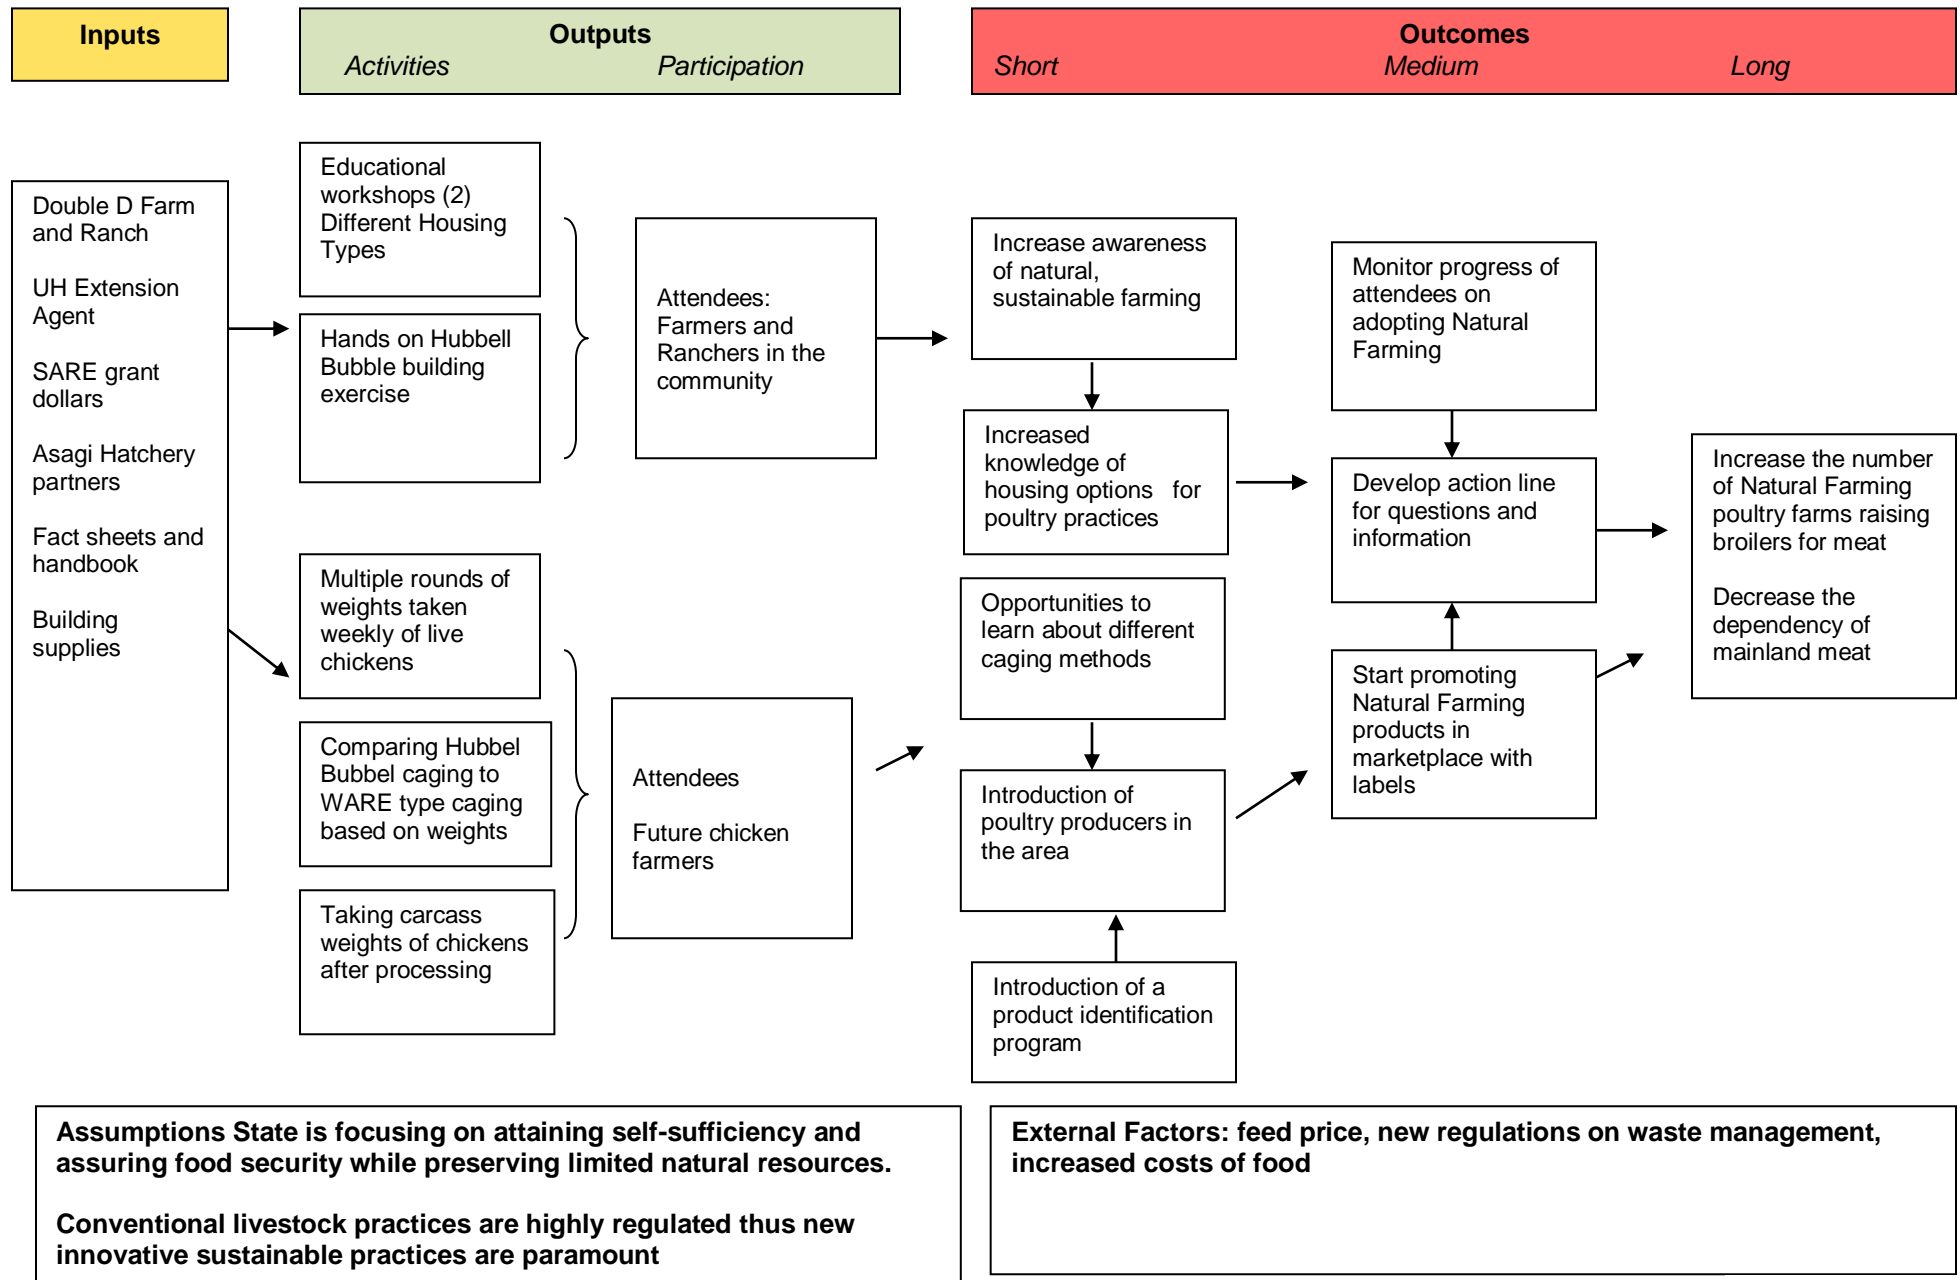 Inputs
Outputs
Activities Participation
Outcomes
Short Medium Long
Double D Farm
and Ranch
UH Extension
Agent
SARE grant
dollars
Asagi Hatchery
partners
Fact sheets and
handbook
Building
supplies
Educational
workshops (2)
Different Housing
Types
Hands on Hubbell
Bubble building
exercise
Multiple rounds of
weights taken
weekly of live
chickens
Comparing Hubbel
Bubbel caging to
WARE type caging
based on weights
Taking carcass
weights of chickens
after processing
Attendees:
Farmers and
Ranchers in the
community
Attendees
Future chicken
farmers
Increase awareness
of natural,
sustainable farming
Increased
knowledge of
housing options for
poultry practices
Opportunities to
learn about different
caging methods
Introduction of
poultry producers in
the area
Introduction of a
product identification
program
Monitor progress of
attendees on
adopting Natural
Farming
Develop action line
for questions and
information
Start promoting
Natural Farming
products in
marketplace with
labels
Increase the number
of Natural Farming
poultry farms raising
broilers for meat
Decrease the
dependency of
mainland meat
Assumptions State is focusing on attaining self-sufficiency and
assuring food security while preserving limited natural resources.
Conventional livestock practices are highly regulated thus new
innovative sustainable practices are paramount
External Factors: feed price, new regulations on waste management,
increased costs of food